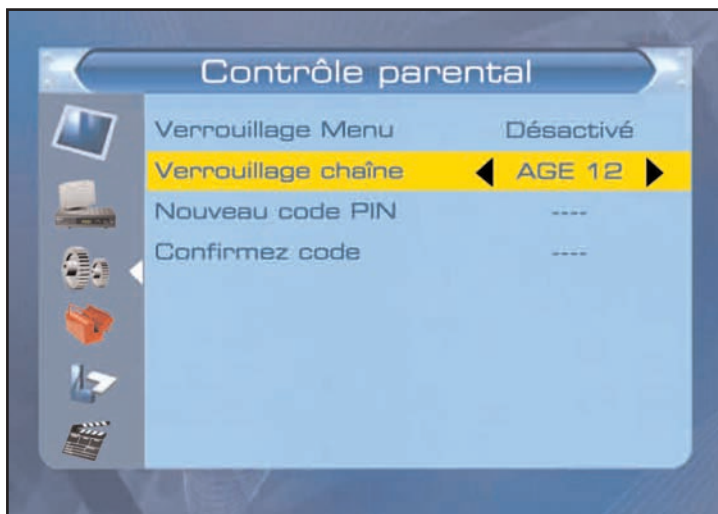 Contrôle parental
Verrouillage Menu Désactivé
Verrouillage chaîne AGE 12
Nouveau code PIN ----
Confirmez code ----